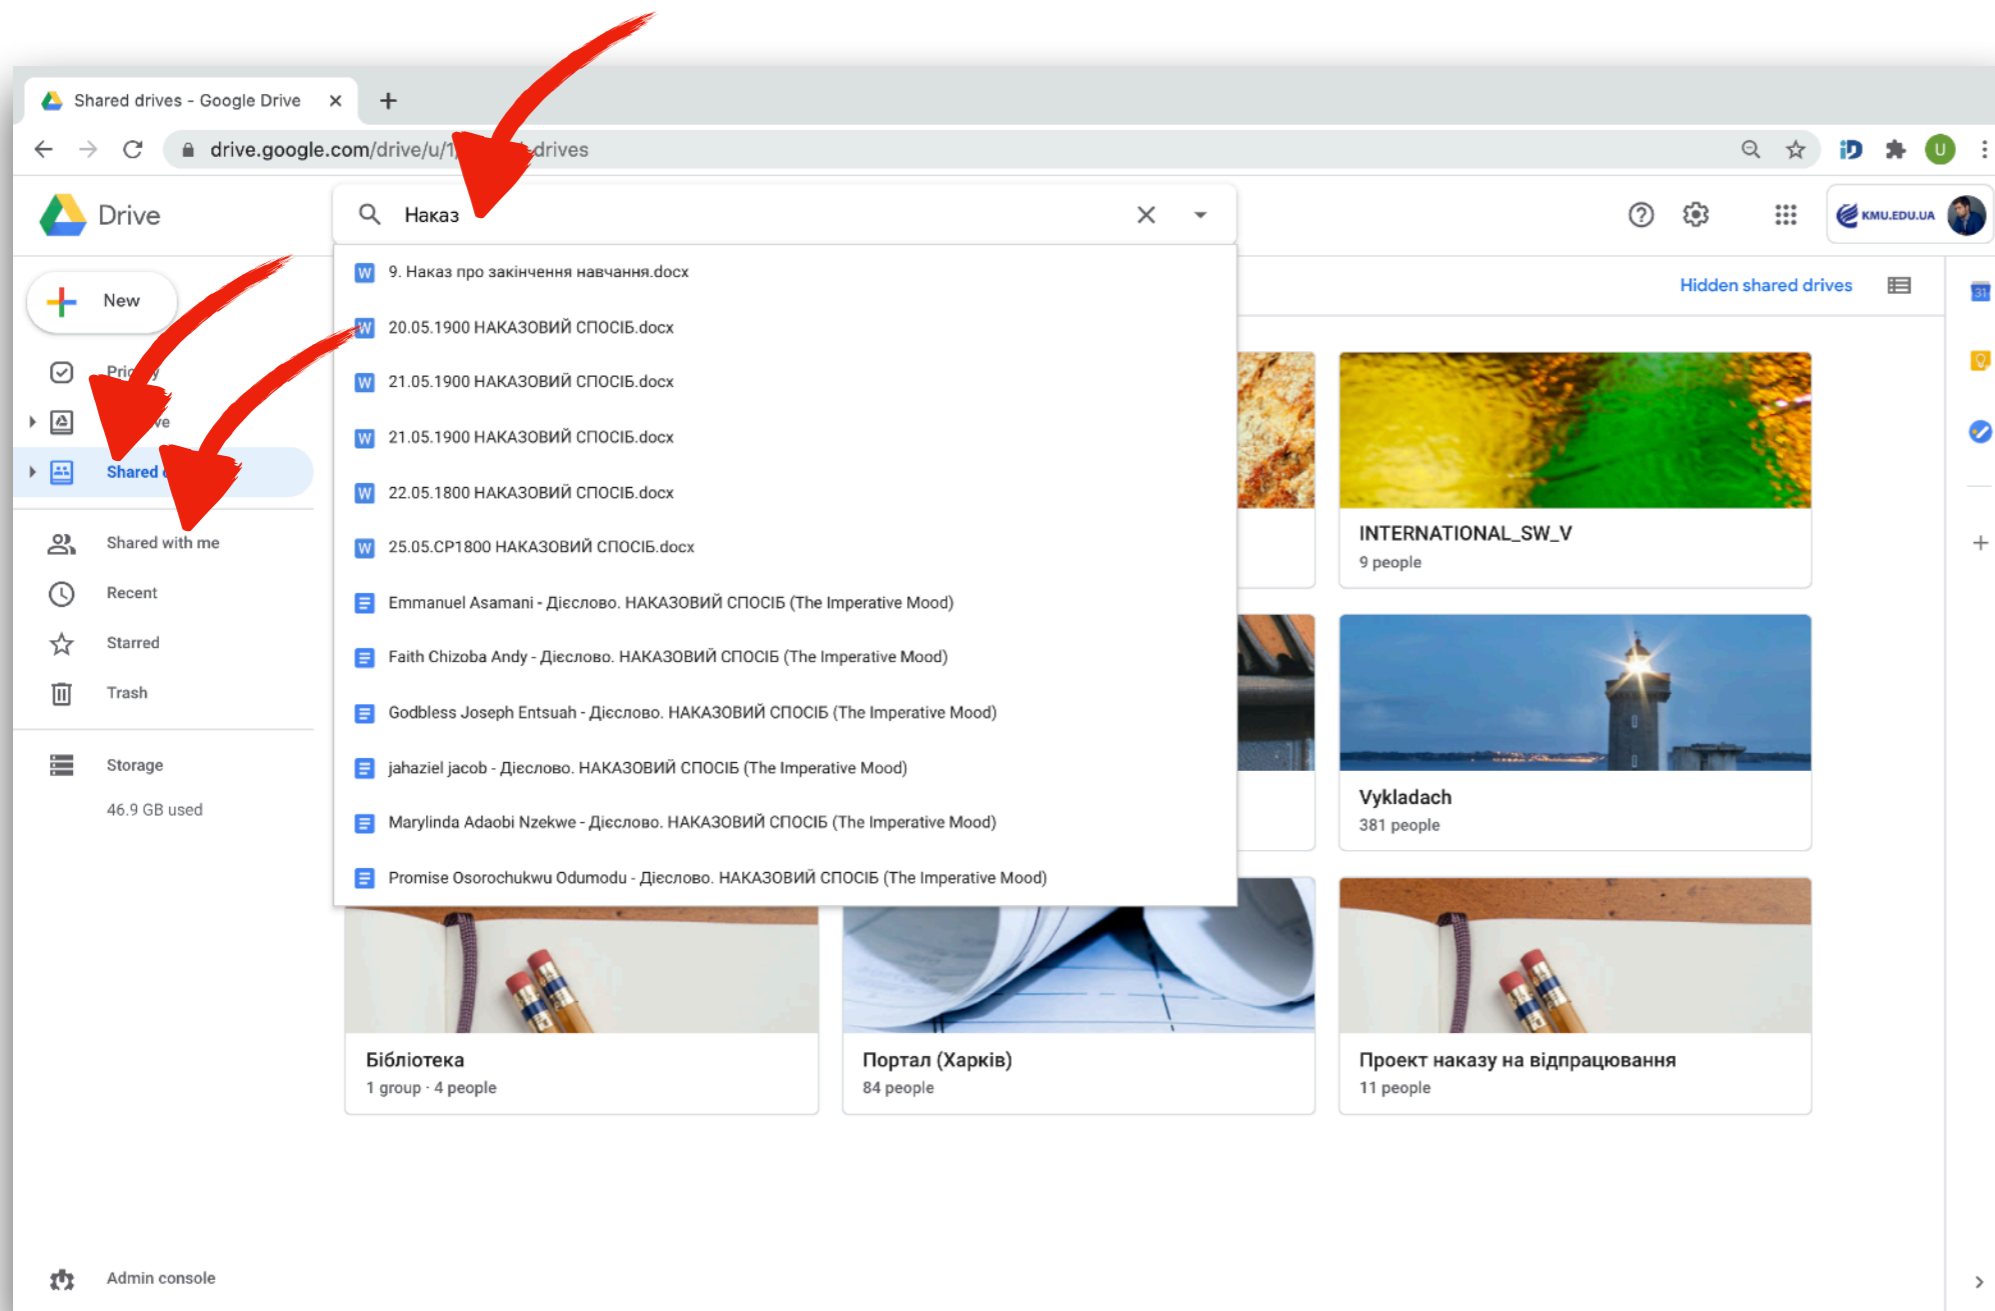 Shared drives - Google Drive
drive.google.com/drive/u/1/ drives
U
Drive
Наказ
KMU.EDU.UA
9. Наказ про закінчення навчання.docx
20.05.1900 НАКАЗОВИЙ СПОСІБ.docx
21.05.1900 НАКАЗОВИЙ СПОСІБ.docx
21.05.1900 НАКАЗОВИЙ СПОСІБ.docx
22.05.1800 НАКАЗОВИЙ СПОСІБ.docx
25.05.СР1800 НАКАЗОВИЙ СПОСІБ.docx
Emmanuel Asamani - Дієслово. НАКАЗОВИЙ СПОСІБ (The Imperative Mood)
Faith Chizoba Andy - Дієслово. НАКАЗОВИЙ СПОСІБ (The Imperative Mood)
Godbless Joseph Entsuah - Дієслово. НАКАЗОВИЙ СПОСІБ (The Imperative Mood)
jahaziel jacob - Дієслово. НАКАЗОВИЙ СПОСІБ (The Imperative Mood)
Marylinda Adaobi Nzekwe - Дієслово. НАКАЗОВИЙ СПОСІБ (The Imperative Mood)
Promise Osorochukwu Odumodu - Дієслово. НАКАЗОВИЙ СПОСІБ (The Imperative Mood)
New
Shared
Shared with me
Recent
Starred
Trash
Storage
46.9 GB used
Admin console
Hidden shared drives
31
INTERNATIONAL_SW_V
9 people
Vykladach
381 people
Бібліотека
1 group · 4 people
Портал (Харків)
84 people
Проект наказу на відпрацювання
11 people